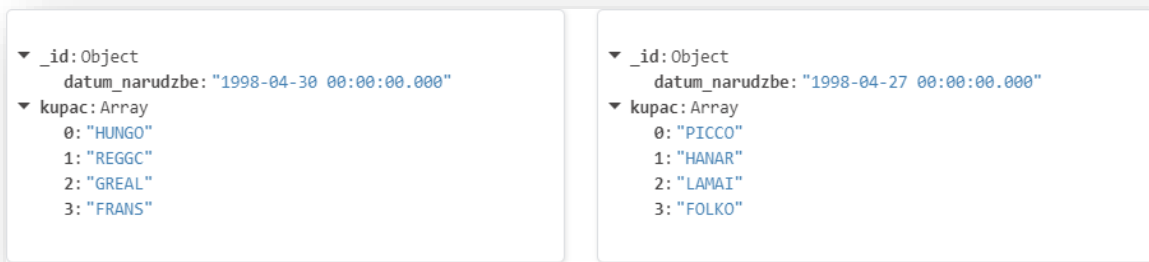 _id: Object
datum_narudzbe: "1998-04-30 00:00:00.000"
kupac: Array
0: "HUNGO"
1: "REGGC"
2: "GREAL"
3: "FRANS"
_id: Object
datum_narudzbe: "1998-04-27 00:00:00.000"
kupac: Array
0: "PICCO"
1: "HANAR"
2: "LAMAI"
3: "FOLKO"